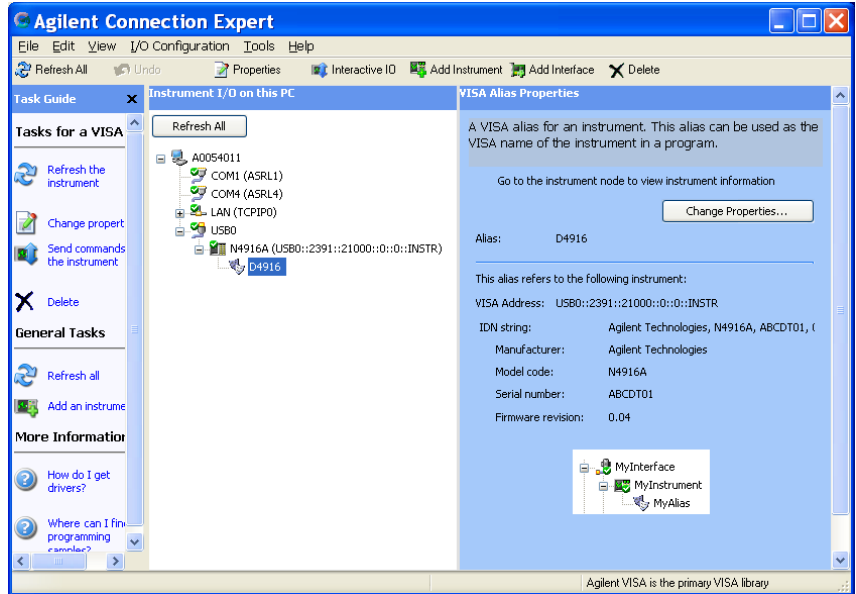 Agilent Connection Expert
File Edit View I/O Configuration Tools Help
Refresh All Undo Properties Interactive IO Add Instrument Add Interface Delete
Task Guide
Tasks for a VISA
Refresh the
instrument
Change propert
Send commands
the instrument
Delete
General Tasks
Refresh all
Add an instrume
More Information
How do I get
drivers?
Where can I fin
programming
samples?
Instrument I/O on this PC
Refresh All
A0054011
COM1 (ASRL1)
COM4 (ASRL4)
LAN (TCPIP0)
USB0
N4916A (USB0::2391::21000::0::0::INSTR)
D4916
VISA Alias Properties
A VISA alias for an instrument. This alias can be used as the
VISA name of the instrument in a program.
Go to the instrument node to view instrument information
Change Properties...
Alias: D4916
This alias refers to the following instrument:
VISA Address: USB0::2391::21000::0::0::INSTR
IDN string: Agilent Technologies, N4916A, ABCDT01, (
Manufacturer: Agilent Technologies
Model code: N4916A
Serial number: ABCDT01
Firmware revision: 0.04
MyInterface
MyInstrument
MyAlias
Agilent VISA is the primary VISA library